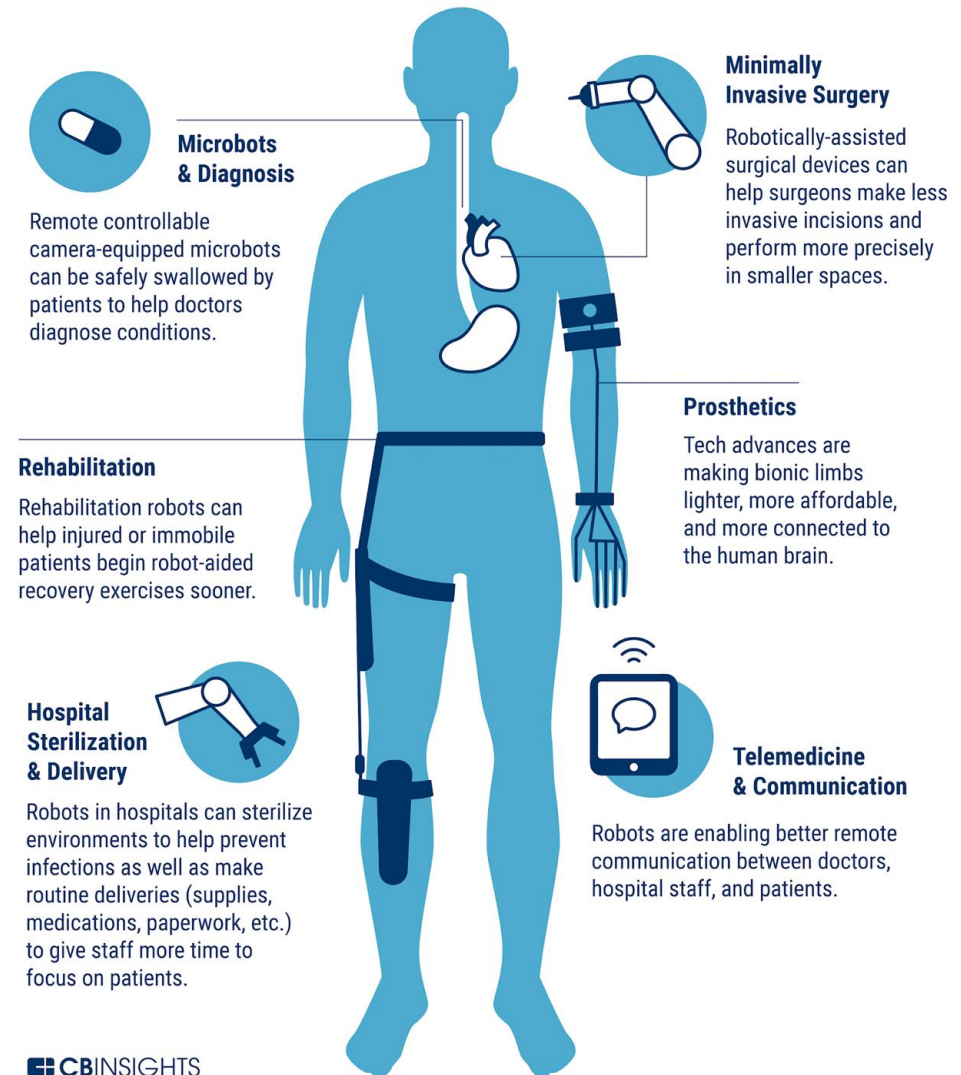 Microbots
& Diagnosis
Remote controllable
camera-equipped microbots
can be safely swallowed by
patients to help doctors
diagnose conditions.
Minimally
Invasive Surgery
Robotically-assisted
surgical devices can
help surgeons make less
invasive incisions and
perform more precisely
in smaller spaces.
Prosthetics
Tech advances are
making bionic limbs
lighter, more affordable,
and more connected to
the human brain.
Rehabilitation
Rehabilitation robots can
help injured or immobile
patients begin robot-aided
recovery exercises sooner.
Hospital
Sterilization
& Delivery
Robots in hospitals can sterilize
environments to help prevent
infections as well as make
routine deliveries (supplies,
medications, paperwork, etc.)
to give staff more time to
focus on patients.
Telemedicine
& Communication
Robots are enabling better remote
communication between doctors,
hospital staff, and patients.
CBINSIGHTS